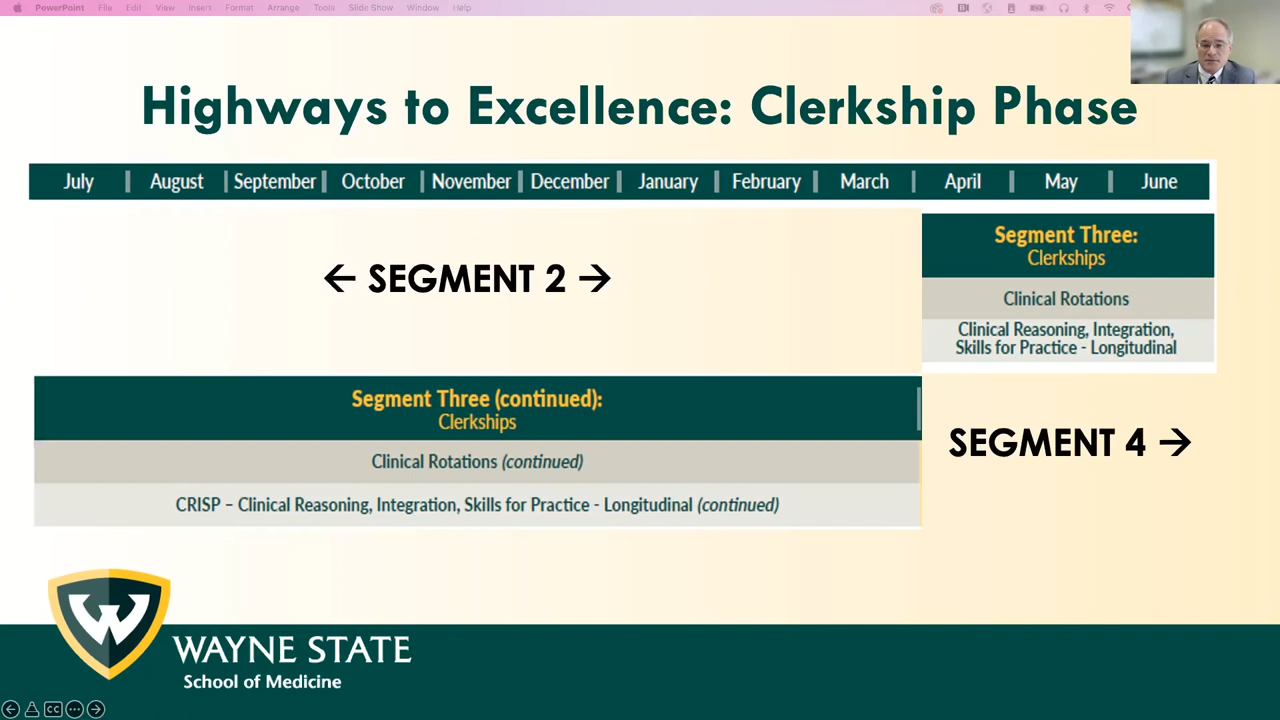 PowerPoint File Edit View Insert Format Arrange Tools Slide Show Window Help
Highways to Excellence: Clerkship Phase
July August September October November December January February March April May June
Segment Three:
Clerkships
← SEGMENT 2 →
Clinical Rotations
Clinical Reasoning, Integration,
Skills for Practice - Longitudinal
Segment Three (continued):
Clerkships
SEGMENT 4 →
Clinical Rotations (continued)
CRISP – Clinical Reasoning, Integration, Skills for Practice - Longitudinal (continued)
W
WAYNE STATE
School of Medicine
CC